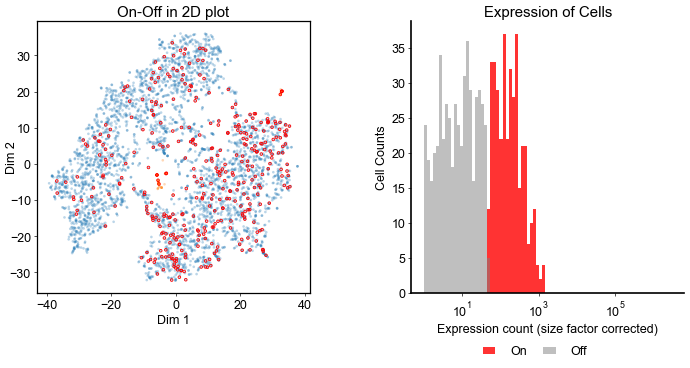 On-Off in 2D plot
Dim 2
30
20
10
0
−10
−20
−30
−40 −20 0 20 40
Dim 1
Expression of Cells
Cell Counts
35
30
25
20
15
10
5
0
10^1 10^3 10^5
Expression count (size factor corrected)
On Off